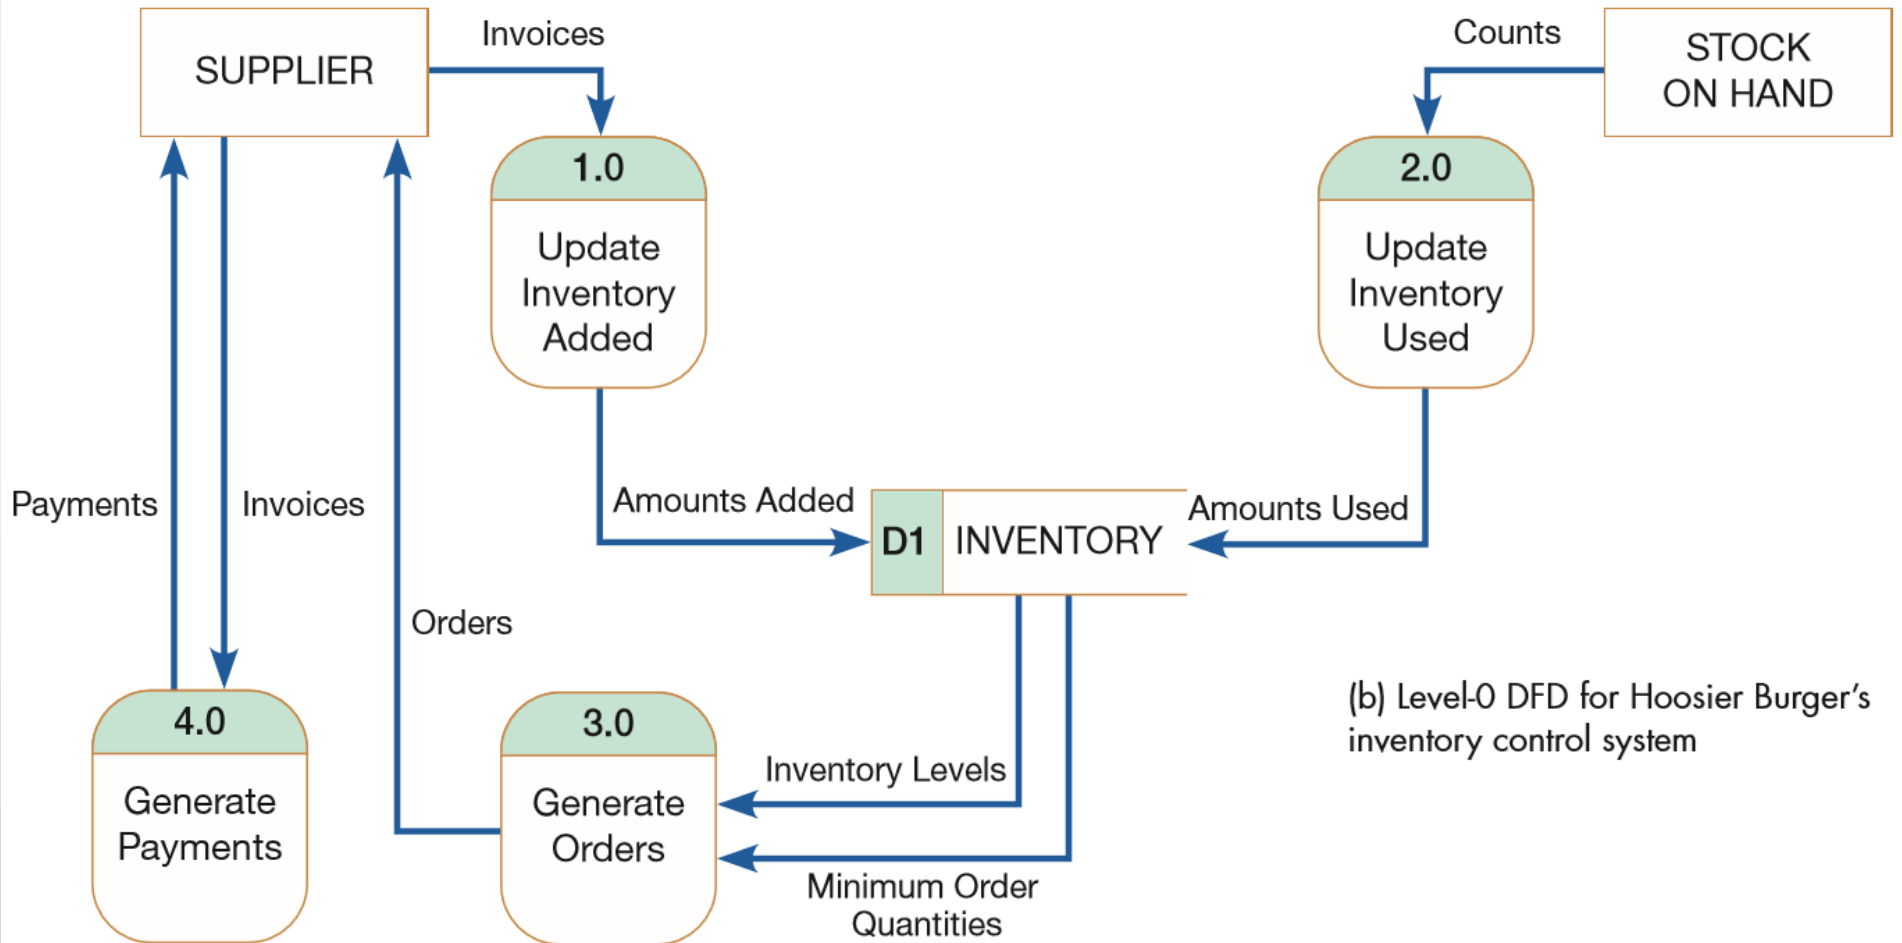 SUPPLIER
Invoices
Counts
STOCK
ON HAND
1.0
Update
Inventory
Added
2.0
Update
Inventory
Used
Payments
Invoices
Orders
Amounts Added
D1
INVENTORY
Amounts Used
4.0
Generate
Payments
3.0
Generate
Orders
Inventory Levels
Minimum Order
Quantities
(b) Level-0 DFD for Hoosier Burger’s
inventory control system